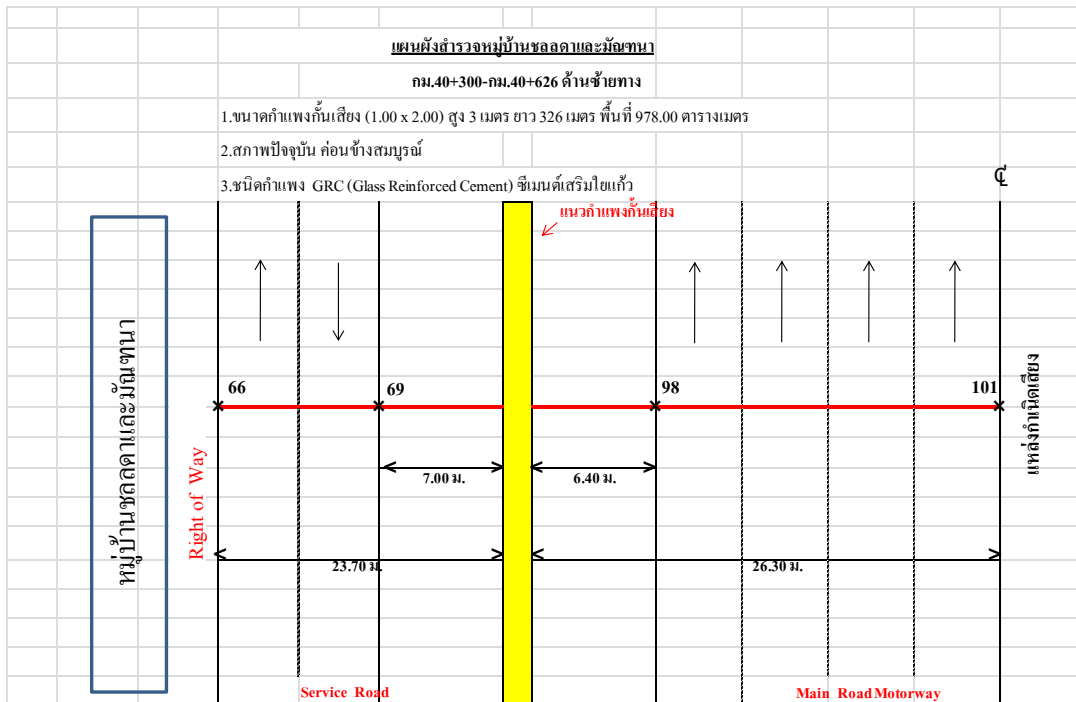 แผนผังสำรวจหมู่บ้านชลลดาและมัณฑนา
กม.40+300-กม.40+626 ด้านซ้ายทาง
1.ขนาดกำแพงกั้นเสียง (1.00 x 2.00) สูง 3 เมตร ยาว 326 เมตร พื้นที่ 978.00 ตารางเมตร
2.สภาพปัจจุบัน ค่อนข้างสมบูรณ์
3.ชนิดกำแพง GRC (Glass Reinforced Cement) ซีเมนต์เสริมใยแก้ว
℄
แนวกำแพงกั้นเสียง
หมู่บ้านชลลดาและมัณฑนา
Right of Way
66
69
98
101
แหล่งกำเนิดเสียง
7.00 ม.
6.40 ม.
23.70 ม.
26.30 ม.
Service Road
Main Road Motorway